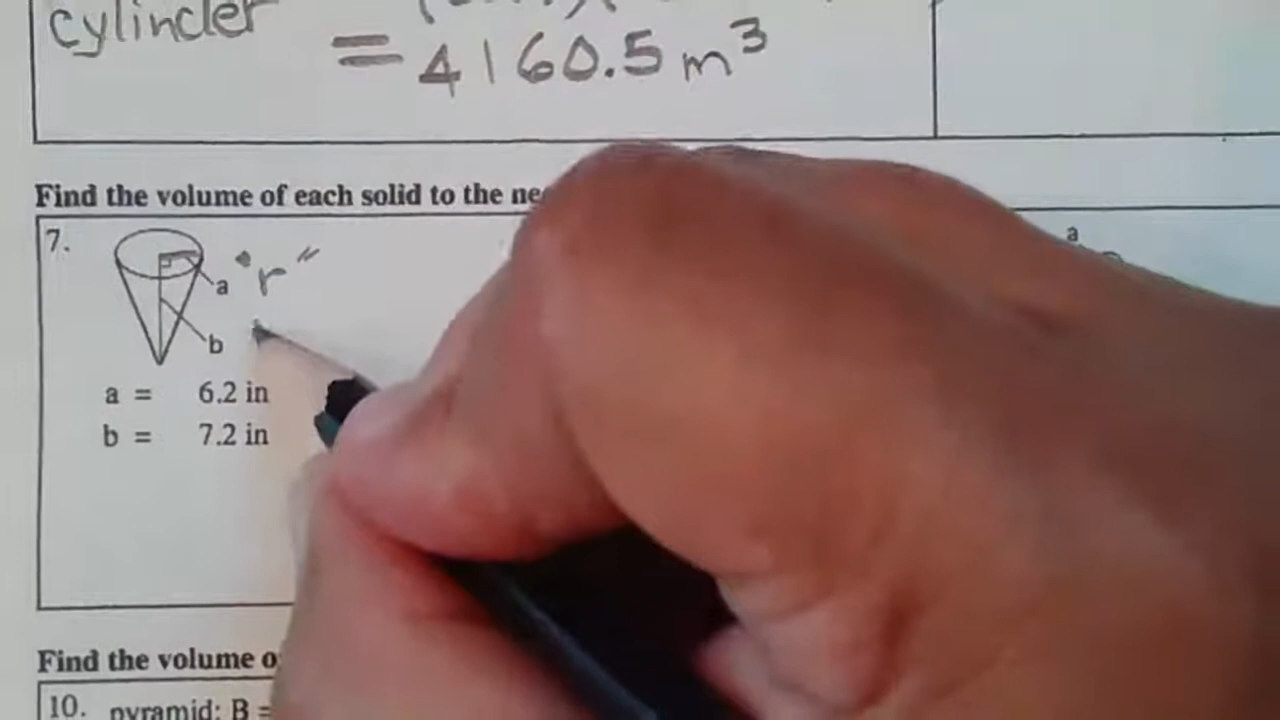 cylinder
= 4160.5 m³
Find the volume of each solid to the
7.
a "r"
b
a = 6.2 in
b = 7.2 in
a
Find the volume
10. pyramid: B =